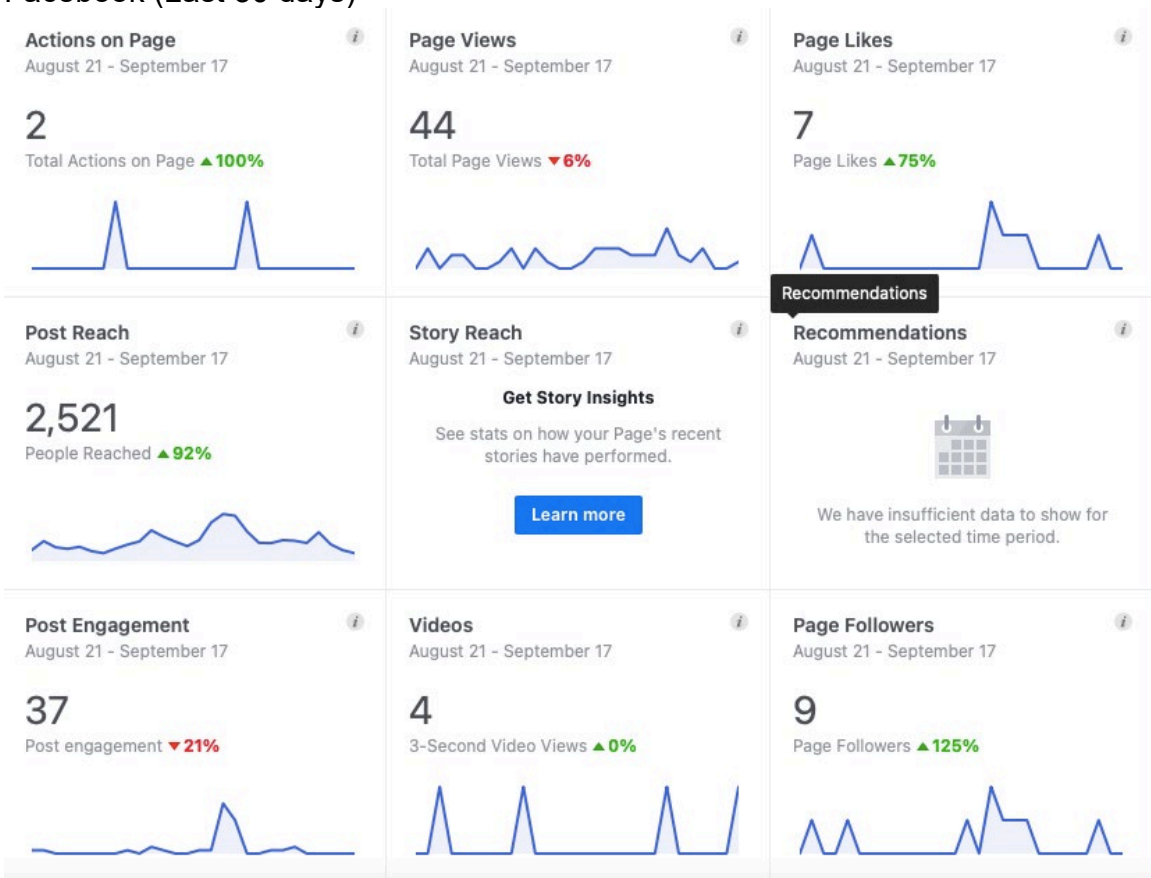 Actions on Page
August 21 - September 17
2
Total Actions on Page ▲100%
Page Views
August 21 - September 17
44
Total Page Views ▼6%
Page Likes
August 21 - September 17
7
Page Likes ▲75%
Post Reach
August 21 - September 17
2,521
People Reached ▲92%
Story Reach
August 21 - September 17
Get Story Insights
See stats on how your Page's recent
stories have performed.
Learn more
Recommendations
Recommendations
August 21 - September 17
We have insufficient data to show for
the selected time period.
Post Engagement
August 21 - September 17
37
Post engagement ▼21%
Videos
August 21 - September 17
4
3-Second Video Views ▲0%
Page Followers
August 21 - September 17
9
Page Followers ▲125%